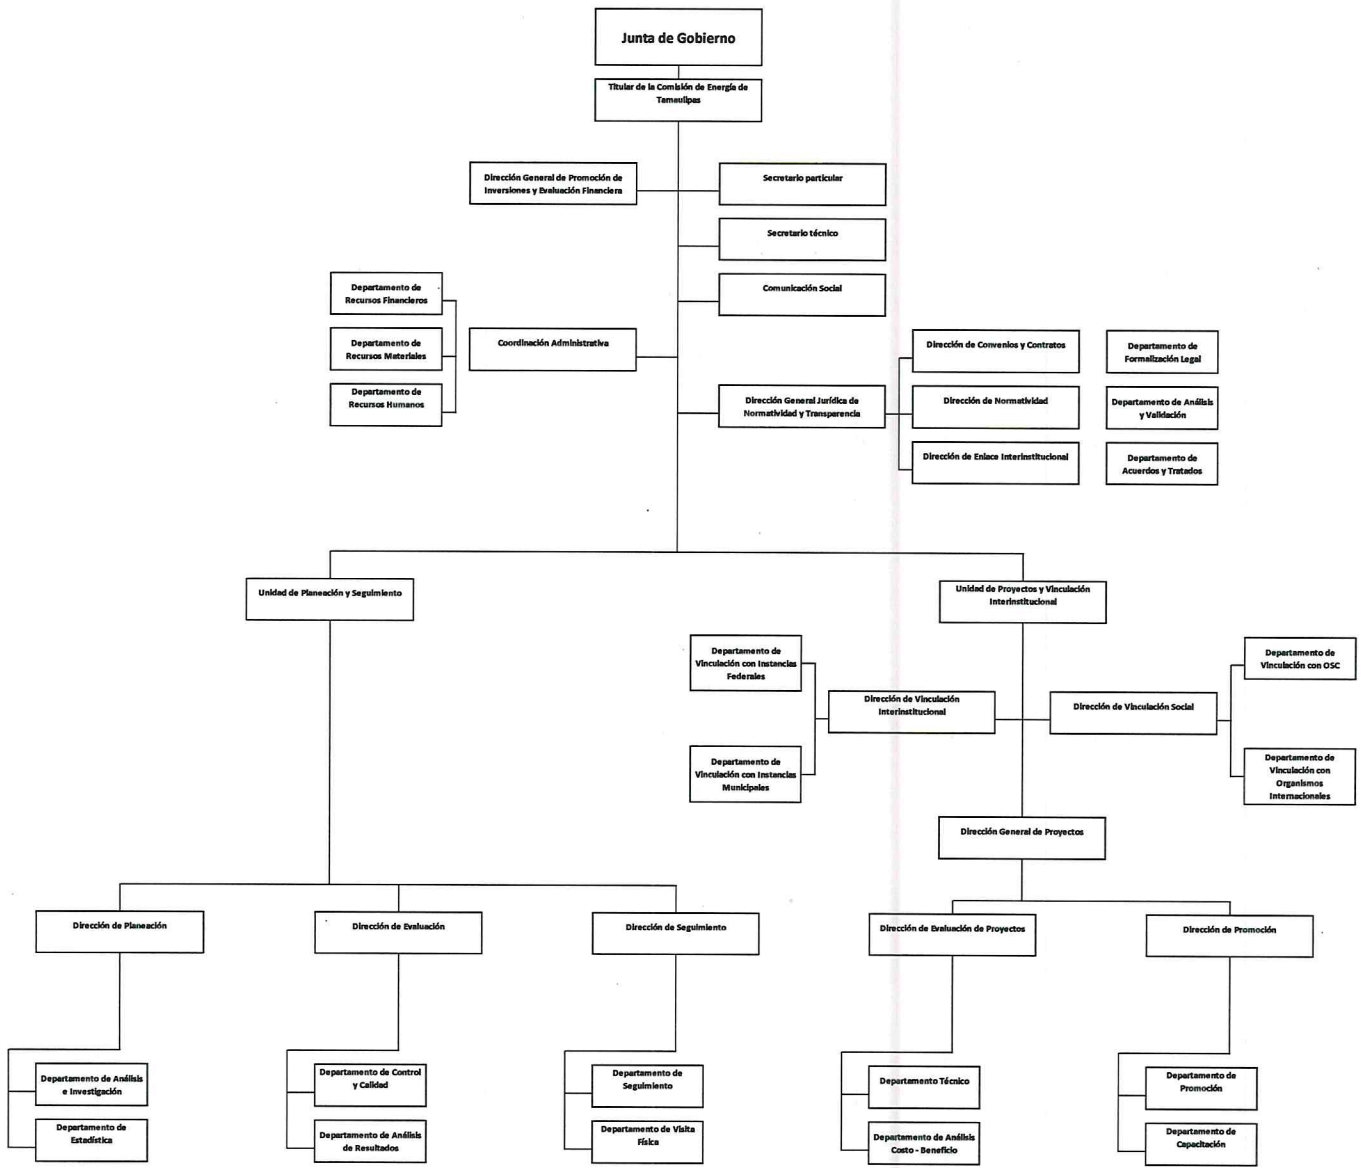 Junta de Gobierno
Titular de la Comisión de Energía de
Tamaulipas
Dirección General de Promoción de
Inversiones y Evaluación Financiera
Secretario particular
Secretario técnico
Comunicación Social
Departamento de
Recursos Financieros
Departamento de
Recursos Materiales
Departamento de
Recursos Humanos
Coordinación Administrativa
Dirección General Jurídica de
Normatividad y Transparencia
Dirección de Convenios y Contratos
Dirección de Normatividad
Dirección de Enlace Interinstitucional
Departamento de
Formalización Legal
Departamento de Análisis
y Validación
Departamento de
Acuerdos y Tratados
Unidad de Planeación y Seguimiento
Unidad de Proyectos y Vinculación
Interinstitucional
Departamento de
Vinculación con Instancias
Federales
Departamento de
Vinculación con Instancias
Municipales
Dirección de Vinculación
Interinstitucional
Dirección de Vinculación Social
Departamento de
Vinculación con OSC
Departamento de
Vinculación con
Organismos
Internacionales
Dirección General de Proyectos
Dirección de Planeación
Dirección de Evaluación
Dirección de Seguimiento
Dirección de Evaluación de Proyectos
Dirección de Promoción
Departamento de Análisis
e Investigación
Departamento de
Estadística
Departamento de Control
y Calidad
Departamento de Análisis
de Resultados
Departamento de
Seguimiento
Departamento de Visita
Física
Departamento Técnico
Departamento de Análisis
Costo - Beneficio
Departamento de
Promoción
Departamento de
Capacitación